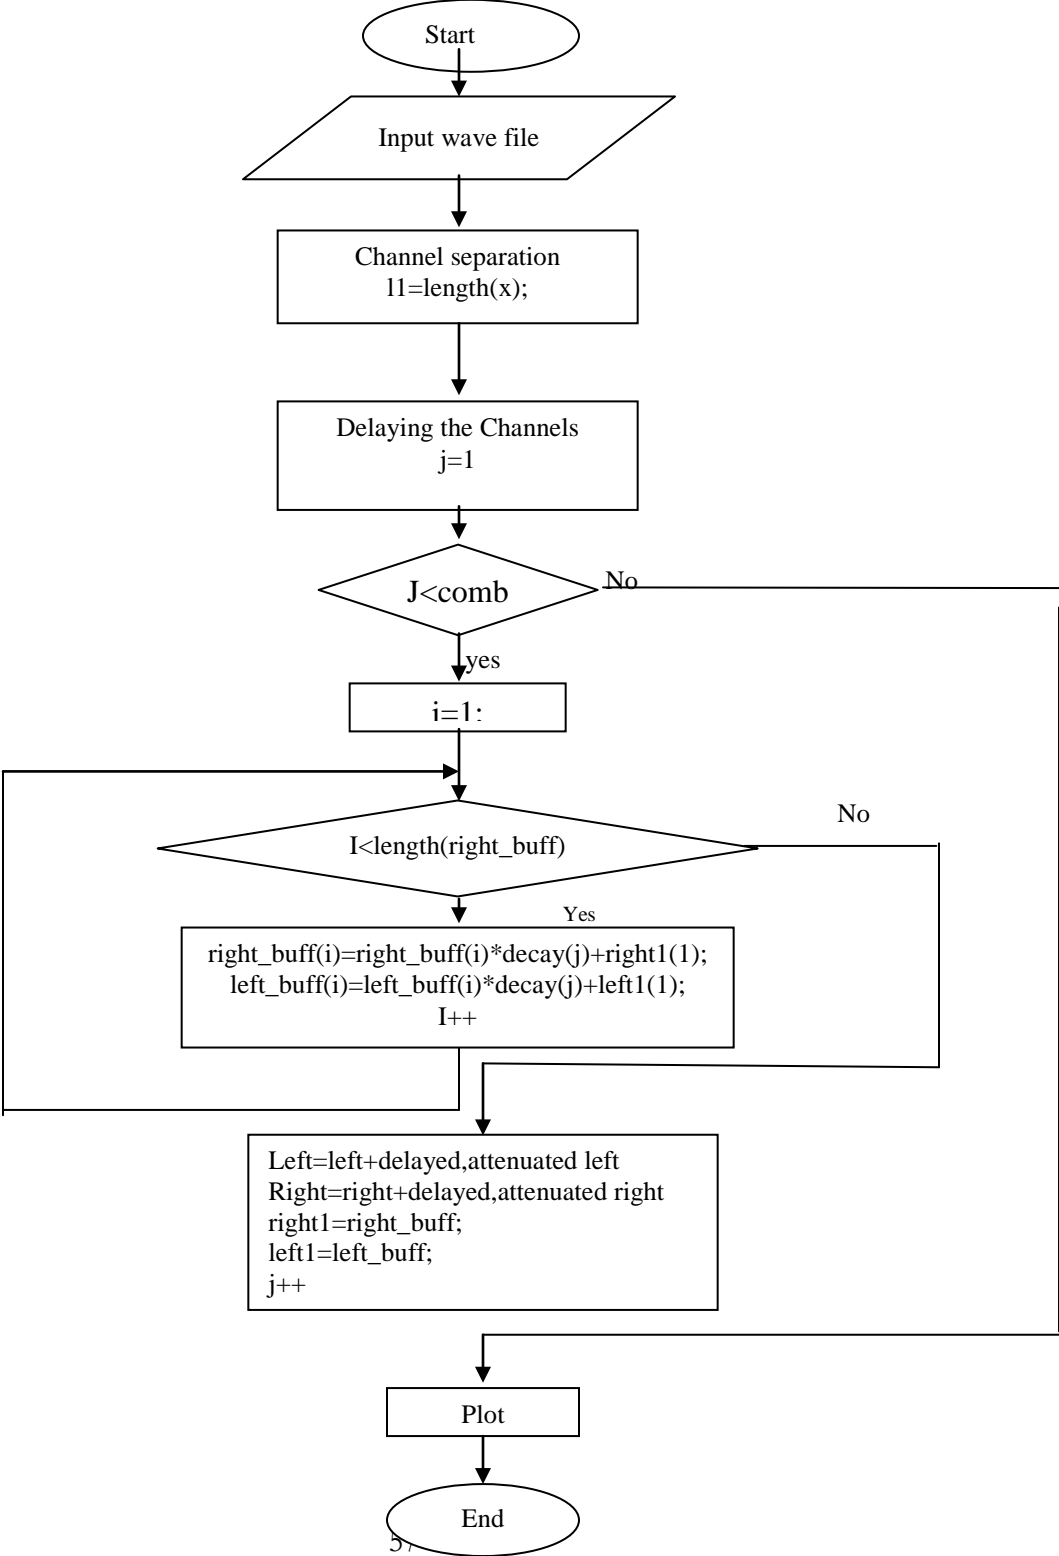 Start
Input wave file
Channel separation
l1=length(x);
Delaying the Channels
j=1
J<comb
No
yes
i=1;
No
I<length(right_buff)
Yes
right_buff(i)=right_buff(i)*decay(j)+right1(1);
left_buff(i)=left_buff(i)*decay(j)+left1(1);
I++
Left=left+delayed,attenuated left
Right=right+delayed,attenuated right
right1=right_buff;
left1=left_buff;
j++
Plot
End